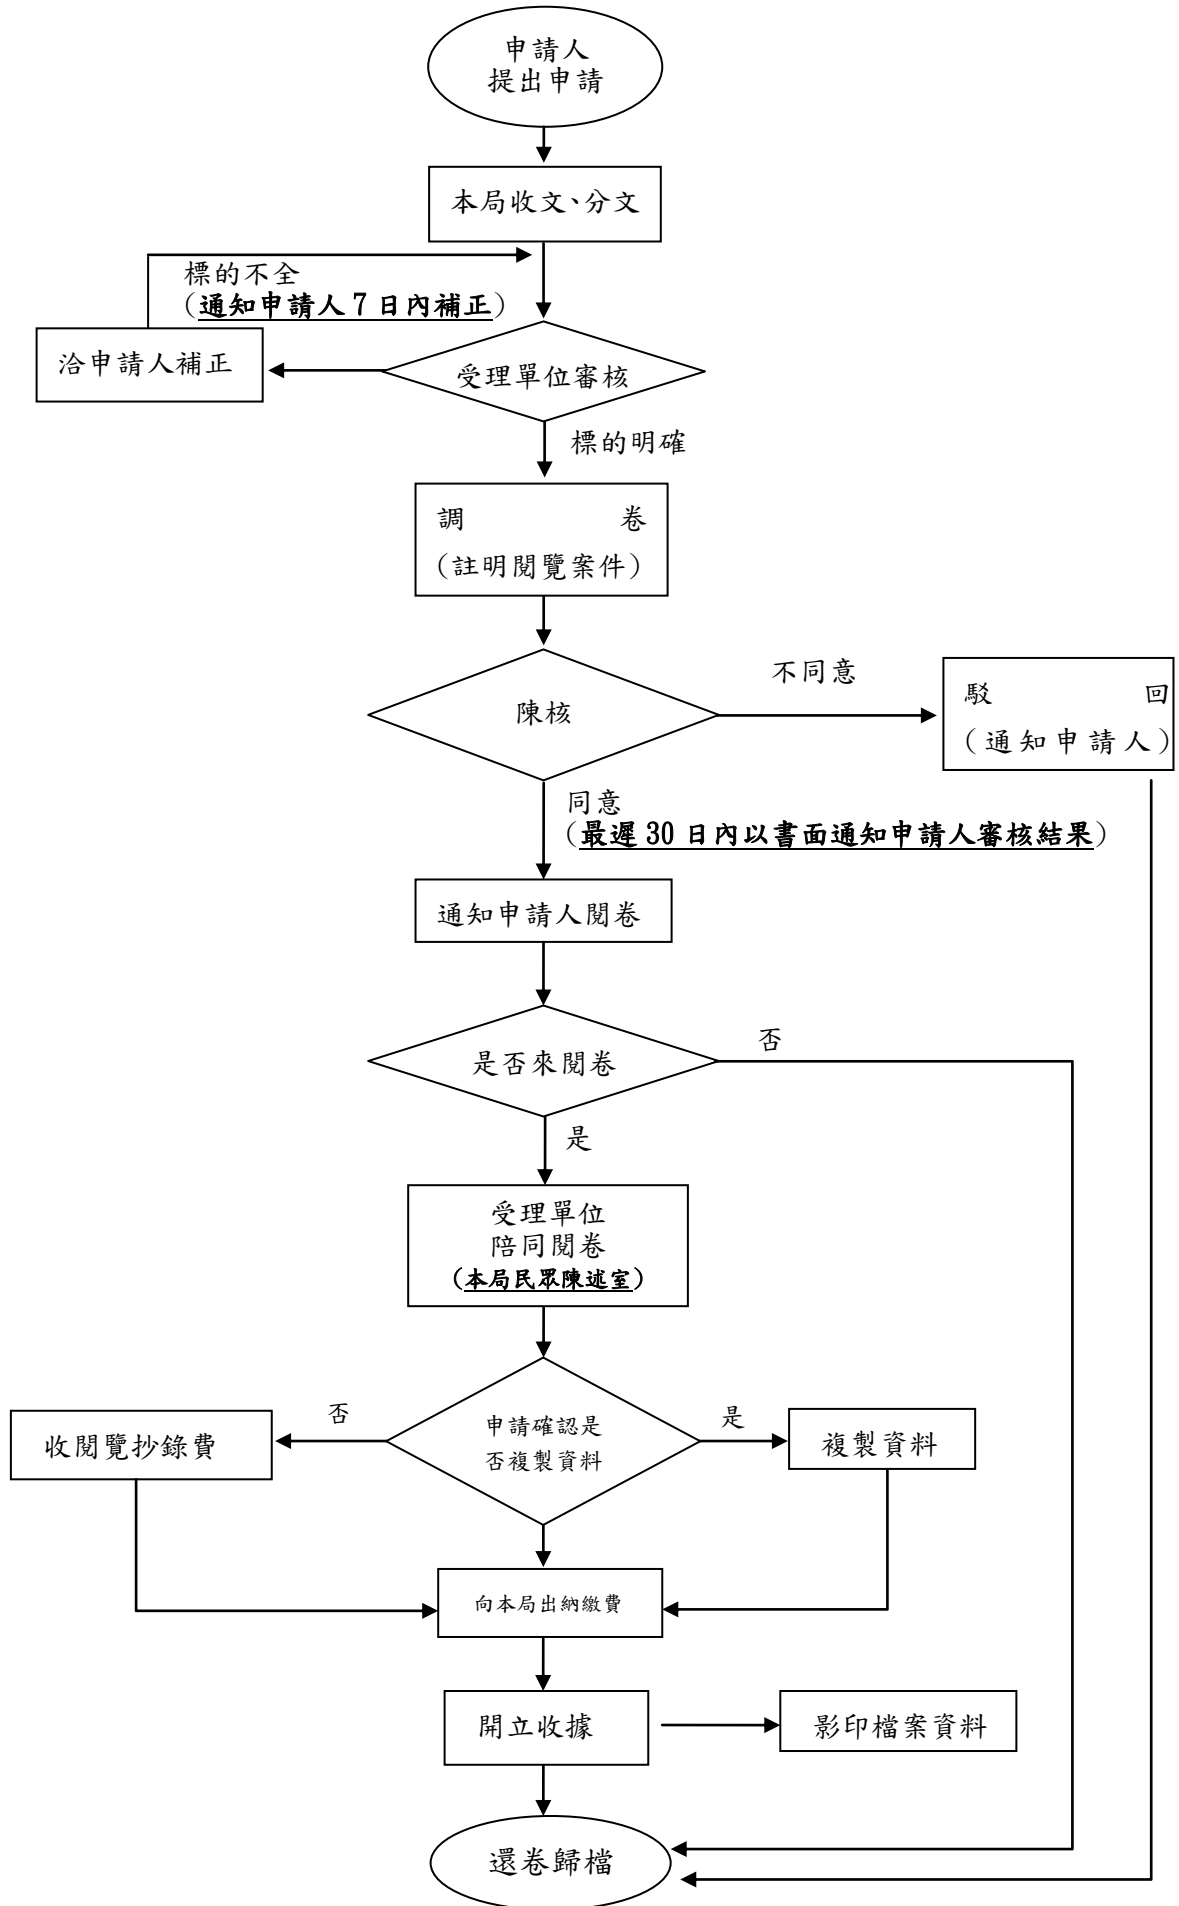 申請人
提出申請
本局收文、分文
標的不全
(通知申請人7日內補正)
洽申請人補正
受理單位審核
標的明確
調 卷
(註明閱覽案件)
不同意
陳核
駁 回
(通知申請人)
同意
(最遲30日內以書面通知申請人審核結果)
通知申請人閱卷
否
是否來閱卷
是
受理單位
陪同閱卷
(本局民眾陳述室)
否
申請確認是
否複製資料
是
收閱覽抄錄費
複製資料
向本局出納繳費
開立收據
影印檔案資料
還卷歸檔